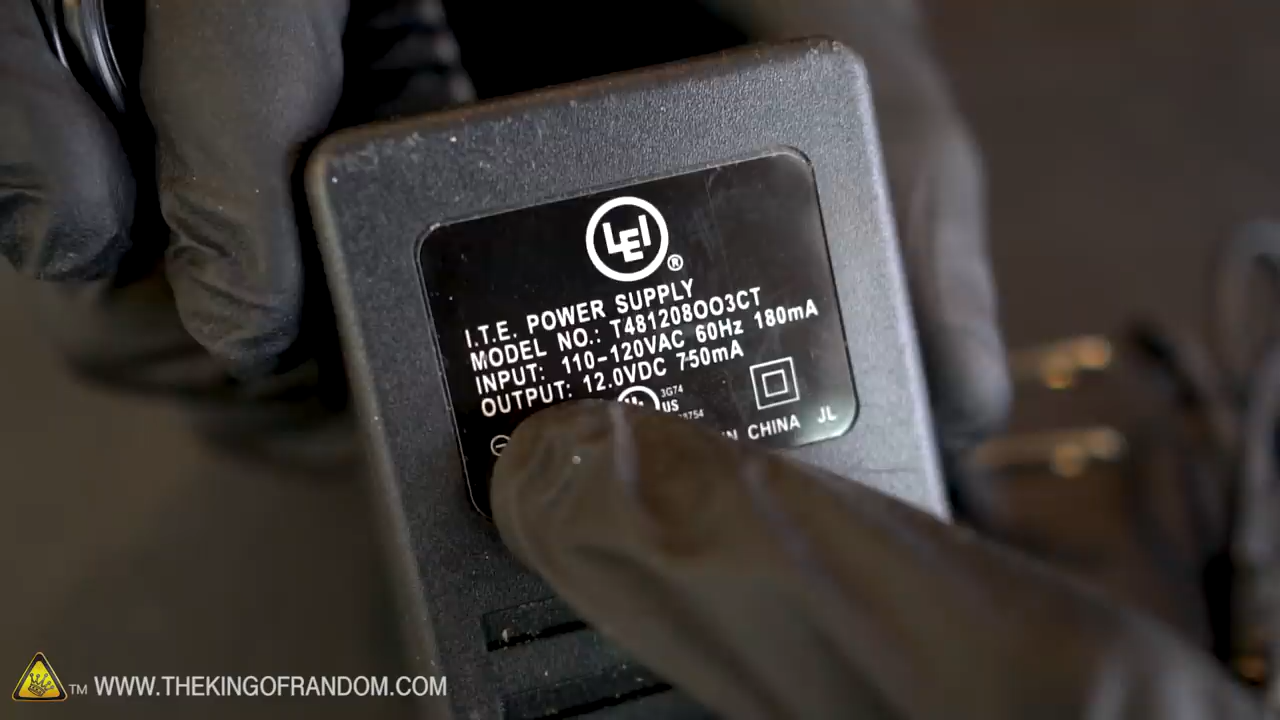 LEI ®
I.T.E. POWER SUPPLY
MODEL NO.: T481208OO3CT
INPUT: 110-120VAC 60Hz 180mA
OUTPUT: 12.0VDC 750mA
3G74
US
CHINA JL
TM WWW.THEKINGOFRANDOM.COM